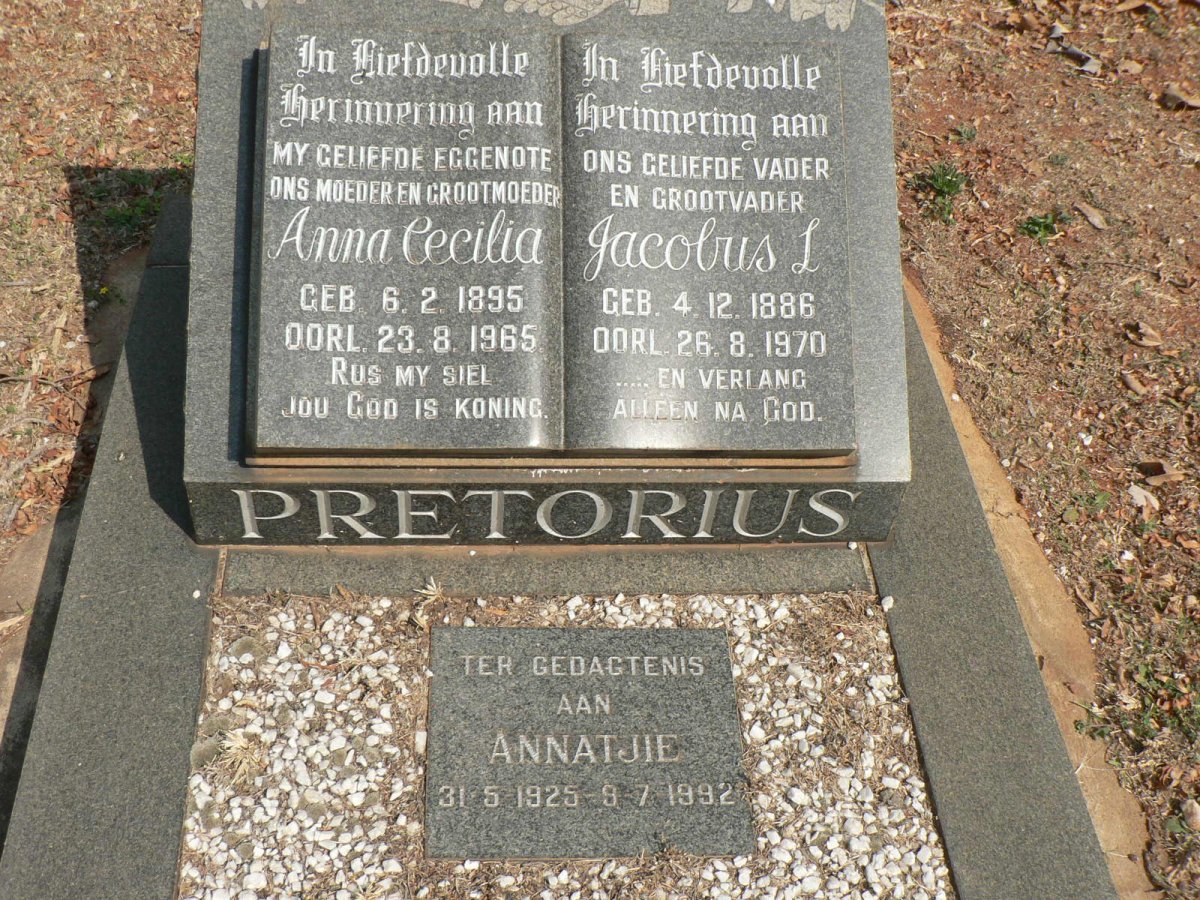 In Liefdevolle
Herinnering aan
MY GELIEFDE EGGENOTE
ONS MOEDER EN GROOTMOEDER
Anna Cecilia
GEB. 6. 2. 1895
OORL. 23. 8. 1965
RUS MY SIEL
JOU GOD IS KONING.
In Liefdevolle
Herinnering aan
ONS GELIEFDE VADER
EN GROOTVADER
Jacobus L
GEB. 4. 12. 1886
OORL. 26. 8. 1970
..... EN VERLANG
ALLEEN NA GOD.
PRETORIUS
TER GEDAGTENIS
AAN
ANNATJIE
31 5 1925 - 9 7 1992